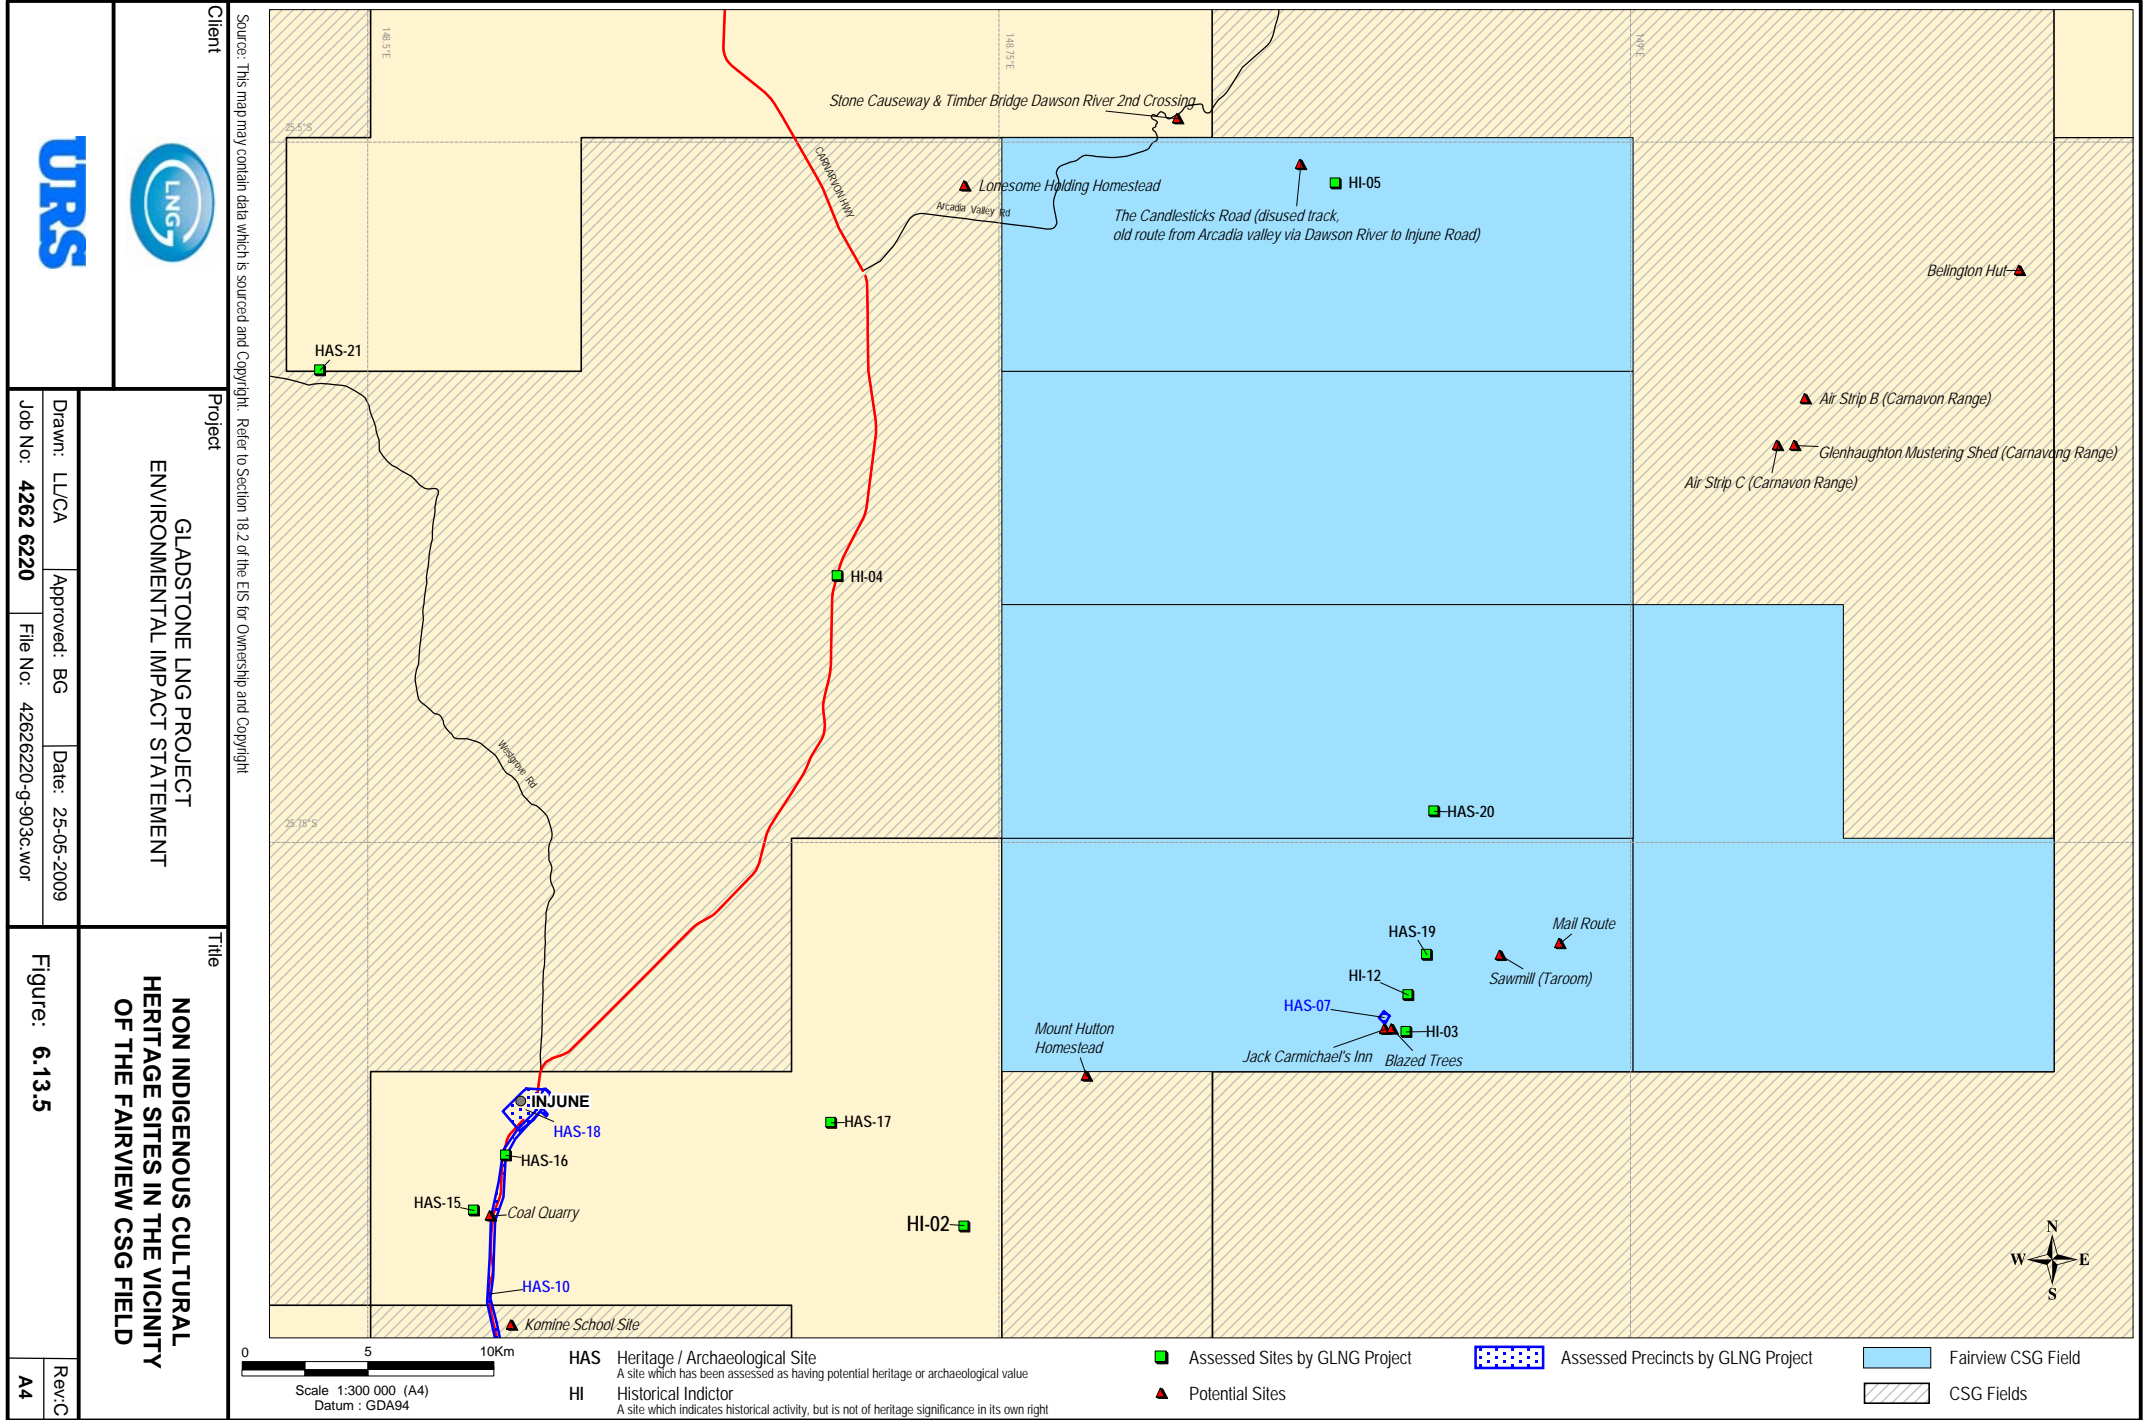 Client
LNG
URS
Project
GLADSTONE LNG PROJECT
ENVIRONMENTAL IMPACT STATEMENT
Drawn: LL/CA
Approved: BG
Date: 25-05-2009
Job No: 4262 6220
File No: 42626220-g-903c.wor
Title
NON INDIGENOUS CULTURAL
HERITAGE SITES IN THE VICINITY
OF THE FAIRVIEW CSG FIELD
Figure: 6.13.5
Rev:C
A4
Source: This map may contain data which is sourced and Copyright. Refer to Section 18.2 of the EIS for Ownership and Copyright
148.5°E
148.75°E
149°E
25.5°S
25.75°S
Stone Causeway & Timber Bridge Dawson River 2nd Crossing
CARNARVON HWY
Lonesome Holding Homestead
Arcadia Valley Rd
HI-05
The Candlesticks Road (disused track,
old route from Arcadia valley via Dawson River to Injune Road)
Belington Hut
HAS-21
Air Strip B (Carnavon Range)
Glenhaughton Mustering Shed (Carnavong Range)
Air Strip C (Carnavon Range)
HI-04
Westgrove Rd
HAS-20
Mail Route
HAS-19
Sawmill (Taroom)
HI-12
HAS-07
HI-03
Jack Carmichael's Inn
Blazed Trees
Mount Hutton
Homestead
INJUNE
HAS-18
HAS-17
HAS-16
HAS-15
Coal Quarry
HI-02
HAS-10
Komine School Site
N
W
E
S
0 5 10Km
Scale 1:300 000 (A4)
Datum : GDA94
HAS Heritage / Archaeological Site
A site which has been assessed as having potential heritage or archaeological value
HI Historical Indictor
A site which indicates historical activity, but is not of heritage significance in its own right
Assessed Sites by GLNG Project
Potential Sites
Assessed Precincts by GLNG Project
Fairview CSG Field
CSG Fields